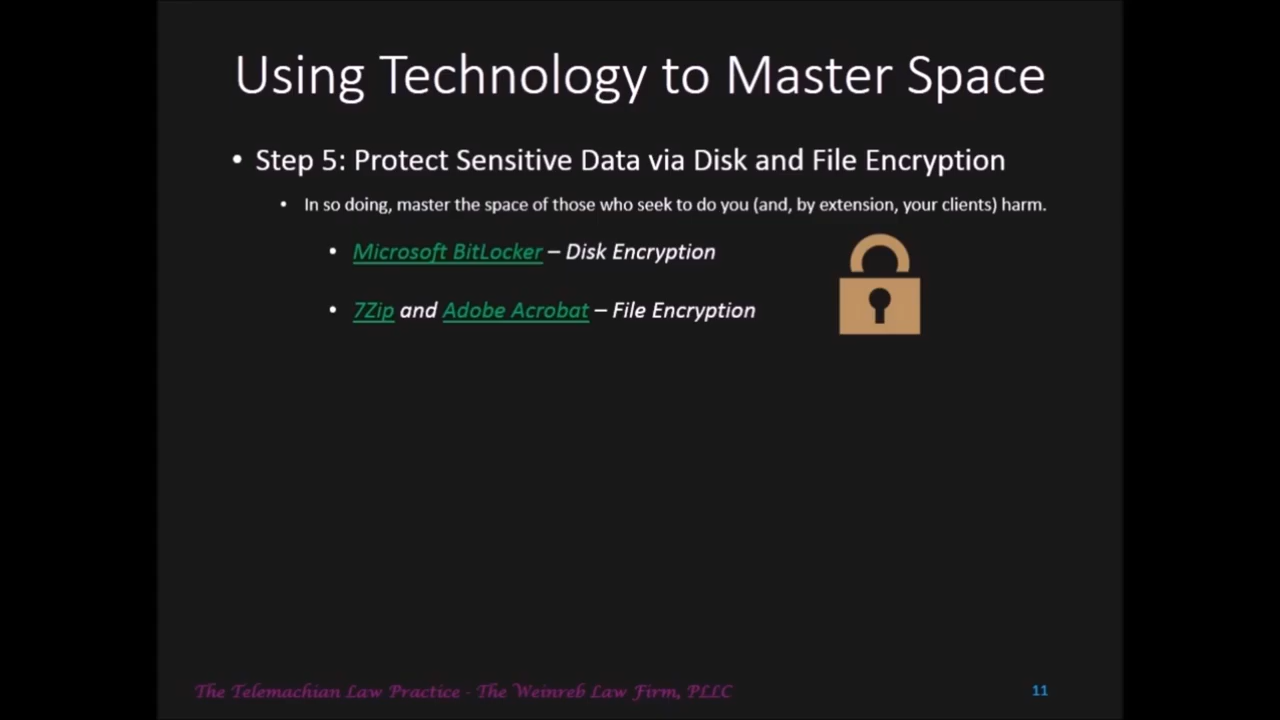 Using Technology to Master Space
• Step 5: Protect Sensitive Data via Disk and File Encryption
• In so doing, master the space of those who seek to do you (and, by extension, your clients) harm.
• Microsoft BitLocker – Disk Encryption
• 7Zip and Adobe Acrobat – File Encryption
The Telemachian Law Practice - The Weinreb Law Firm, PLLC
11